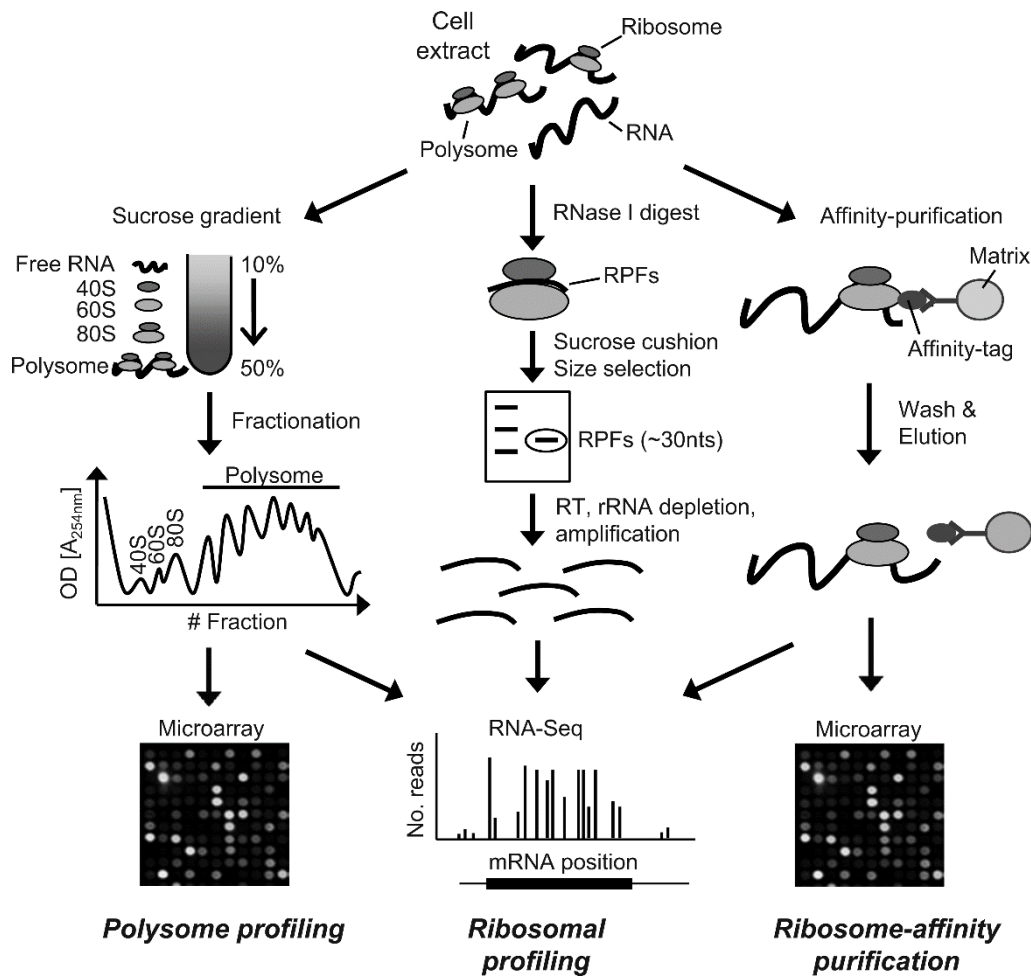 Cell
extract
Ribosome
Polysome
RNA
Sucrose gradient
Free RNA
10%
40S
60S
80S
Polysome
50%
Fractionation
Polysome
OD [A254nm]
40S
60S
80S
# Fraction
Microarray
Polysome profiling
RNase I digest
RPFs
Sucrose cushion
Size selection
RPFs (~30nts)
RT, rRNA depletion,
amplification
RNA-Seq
No. reads
mRNA position
Ribosomal
profiling
Affinity-purification
Matrix
Affinity-tag
Wash &
Elution
Microarray
Ribosome-affinity
purification